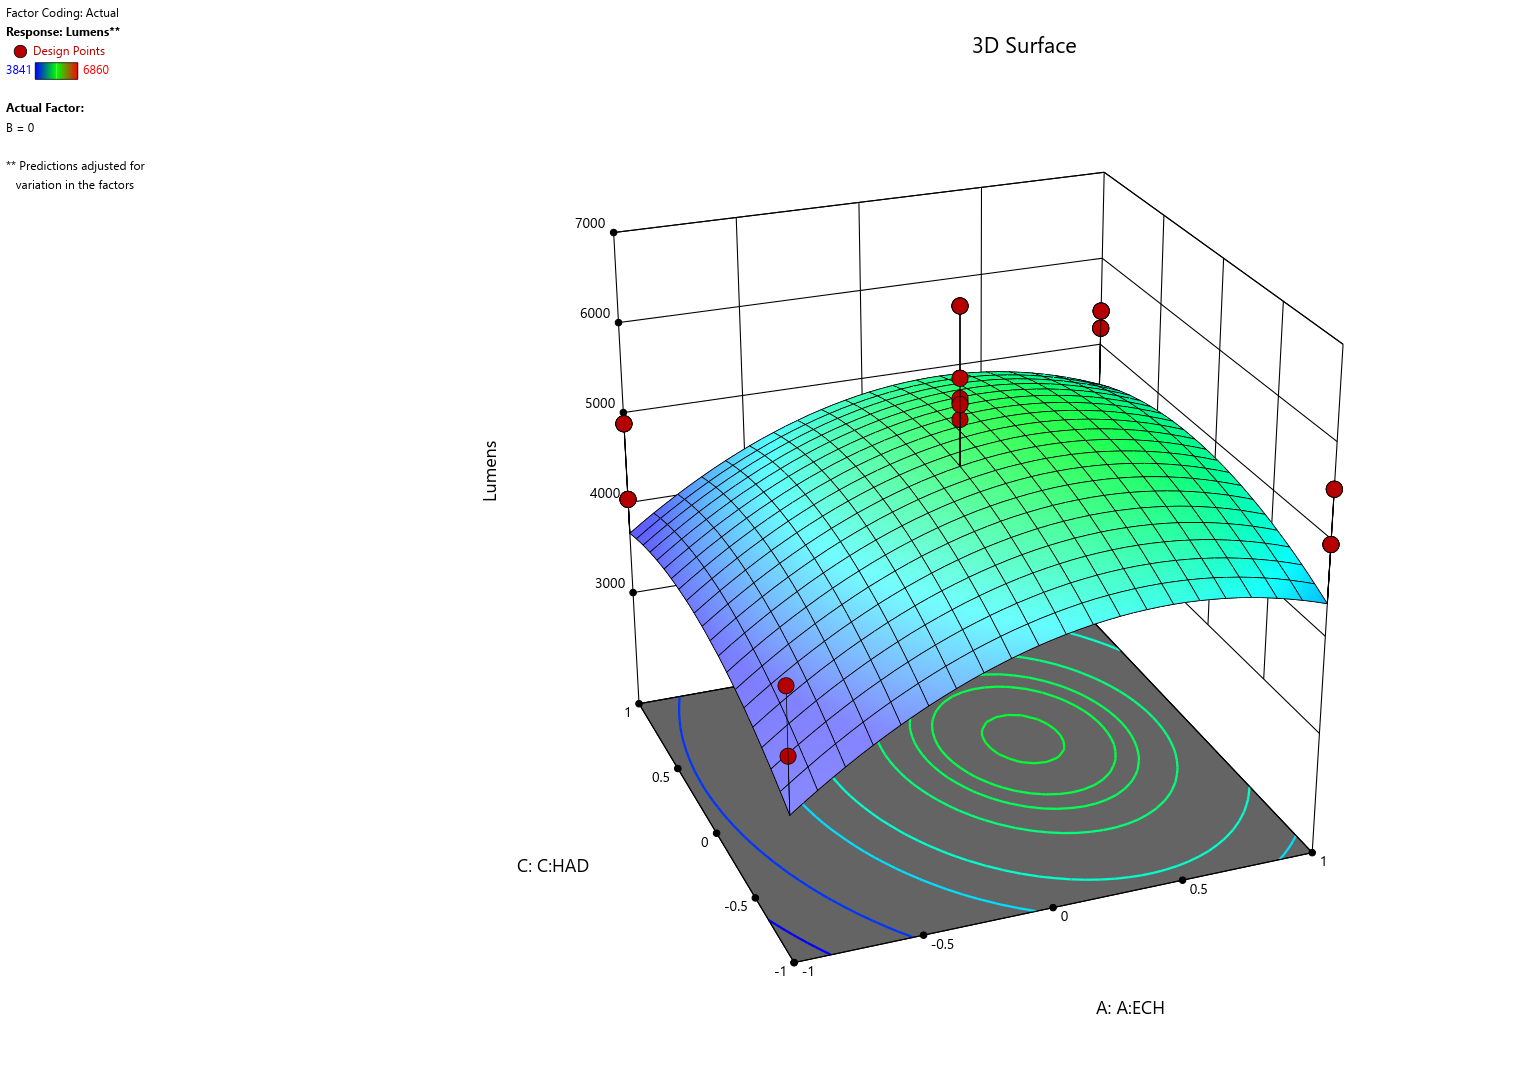 Factor Coding: Actual
Response: Lumens**
Design Points
3841 6860
Actual Factor:
B = 0
** Predictions adjusted for
variation in the factors
3D Surface
7000
6000
5000
4000
3000
Lumens
1
0.5
0
-0.5
-1
C: C:HAD
-1
-0.5
0
0.5
1
A: A:ECH